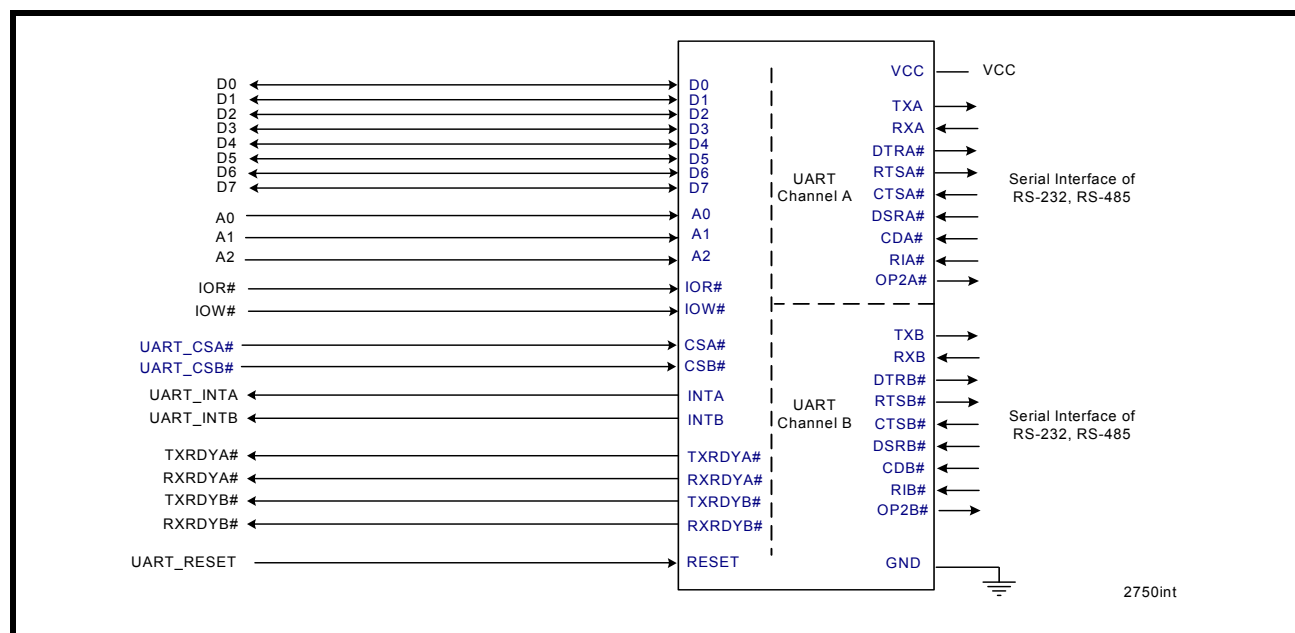 D0
D1
D2
D3
D4
D5
D6
D7
A0
A1
A2
IOR#
IOW#
UART_CSA#
UART_CSB#
UART_INTA
UART_INTB
TXRDYA#
RXRDYA#
TXRDYB#
RXRDYB#
UART_RESET
D0
D1
D2
D3
D4
D5
D6
D7
A0
A1
A2
IOR#
IOW#
CSA#
CSB#
INTA
INTB
TXRDYA#
RXRDYA#
TXRDYB#
RXRDYB#
RESET
UART
Channel A
UART
Channel B
VCC
TXA
RXA
DTRA#
RTSA#
CTSA#
DSRA#
CDA#
RIA#
OP2A#
TXB
RXB
DTRB#
RTSB#
CTSB#
DSRB#
CDB#
RIB#
OP2B#
GND
VCC
Serial Interface of
RS-232, RS-485
Serial Interface of
RS-232, RS-485
2750int